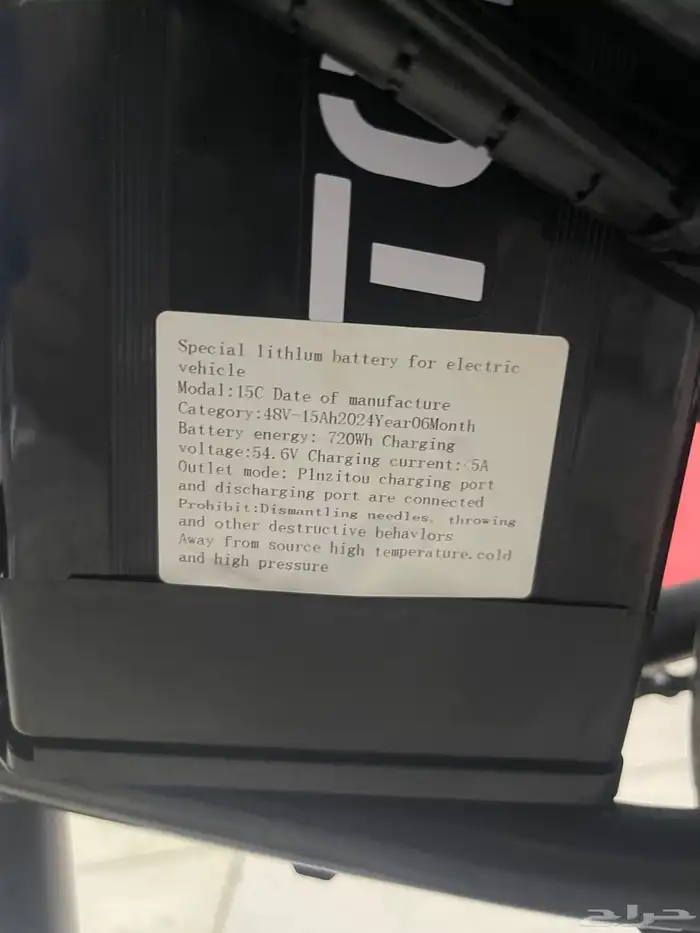 Special lithlum battery for electric
vehicle
Modal:15C Date of manufacture
Category:48V-15Ah2024Year06Month
Battery energy: 720Wh Charging
voltage:54.6V Charging current:<5A
Outlet mode: Plnzitou charging port
and discharging port are connected
Prohibit:Dismantling needles, throwing
and other destructive behavlors
Away from source high temperature.cold
and high pressure
حراج